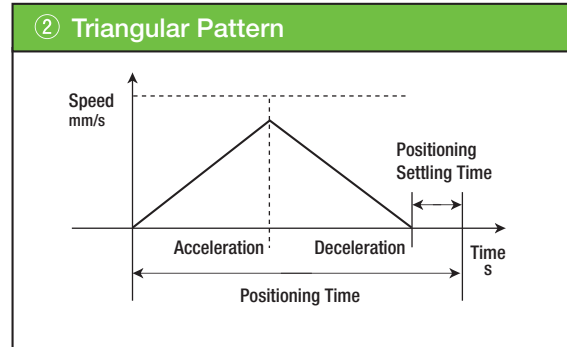 ② Triangular Pattern
Speed
mm/s
Positioning
Settling Time
Acceleration
Deceleration
Time
s
Positioning Time